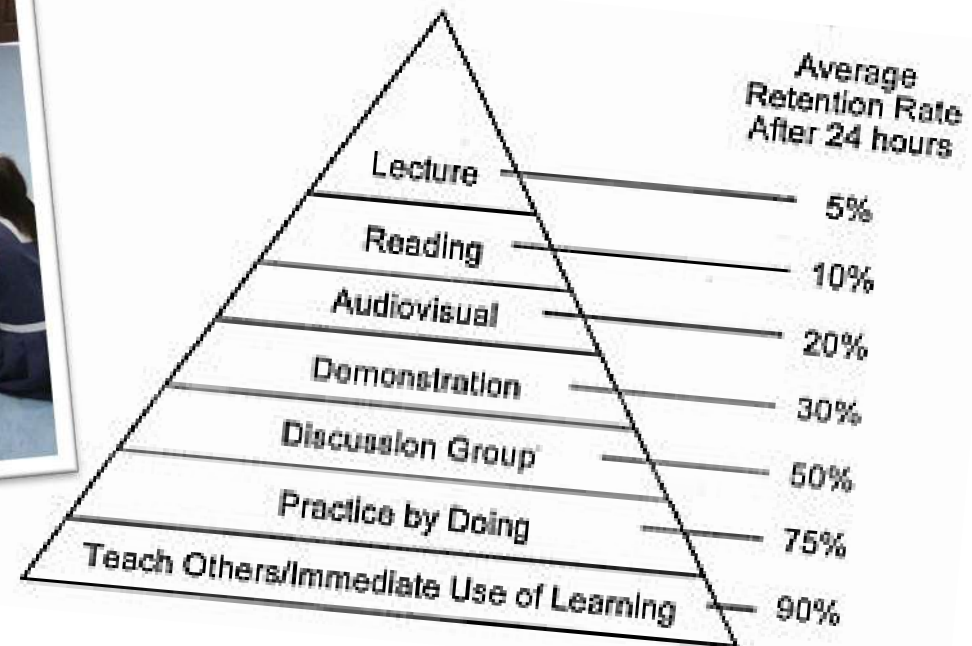 Average
Retention Rate
After 24 hours
Lecture 5%
Reading 10%
Audiovisual 20%
Demonstration 30%
Discussion Group 50%
Practice by Doing 75%
Teach Others/Immediate Use of Learning 90%